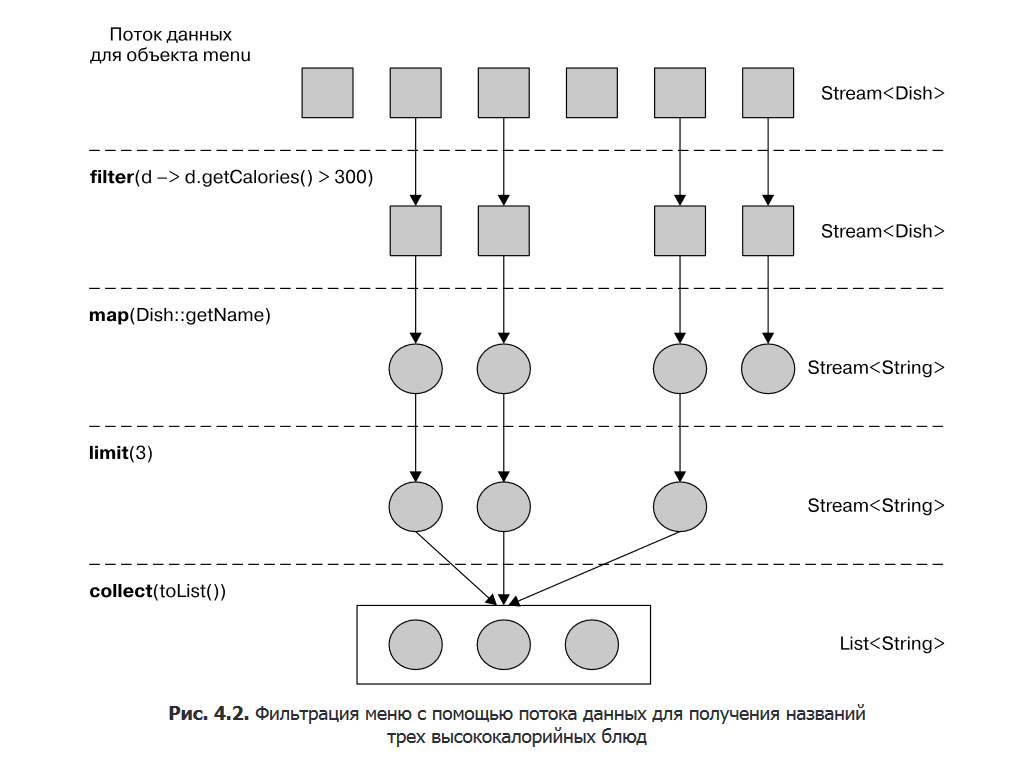 Поток данных
для объекта menu
Stream<Dish>
filter(d –> d.getCalories() > 300)
Stream<Dish>
map(Dish::getName)
Stream<String>
limit(3)
Stream<String>
collect(toList())
List<String>
Рис. 4.2. Фильтрация меню с помощью потока данных для получения названий
трех высококалорийных блюд